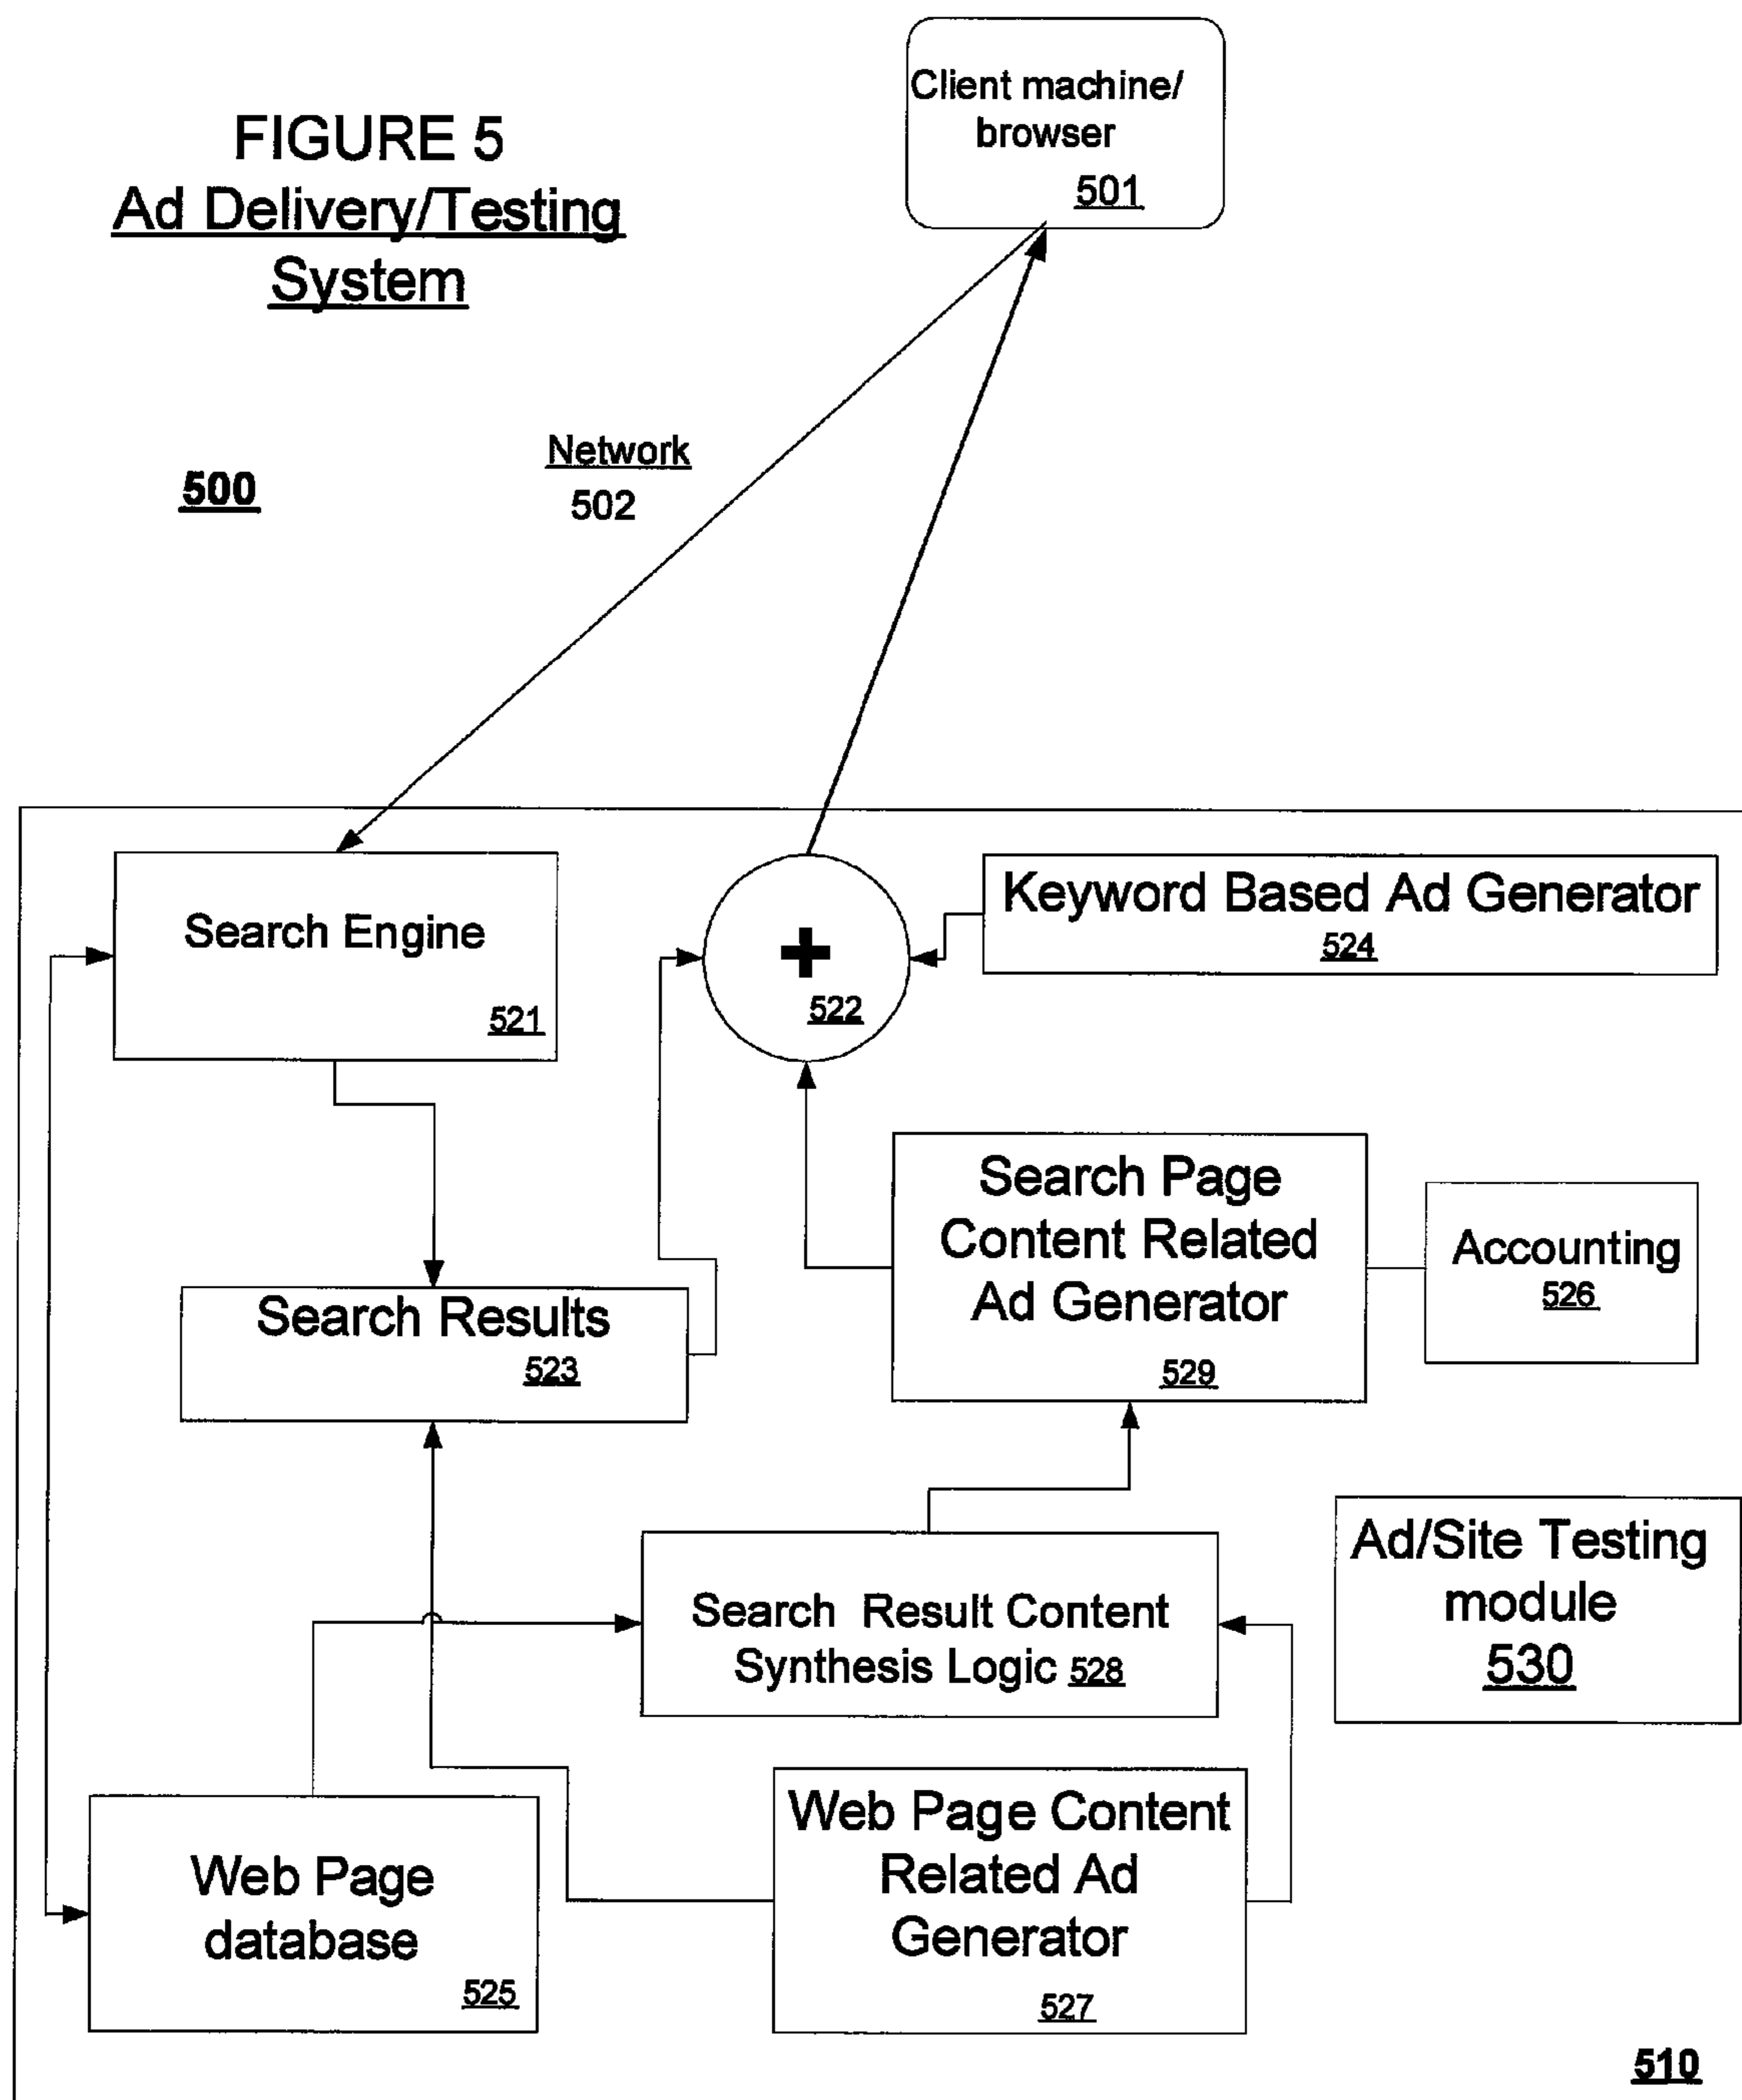 FIGURE 5
Ad Delivery/Testing
System
Client machine/
browser
501
Network
502
500
Search Engine
521
+
522
Keyword Based Ad Generator
524
Search Results
523
Search Page
Content Related
Ad Generator
529
Accounting
526
Search Result Content
Synthesis Logic 528
Ad/Site Testing
module
530
Web Page
database
525
Web Page Content
Related Ad
Generator
527
510